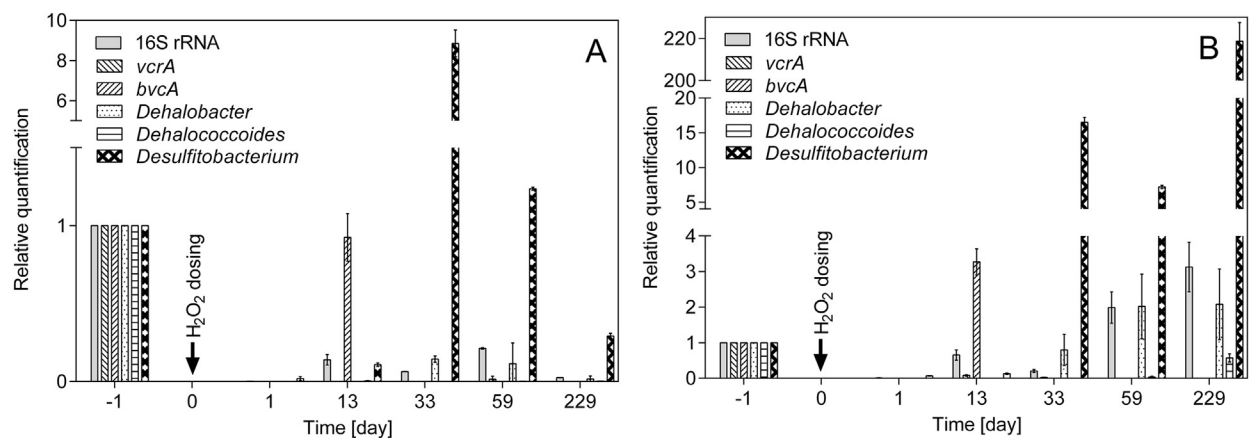 A
10
8
6
1
0
Relative quantification
16S rRNA
vcrA
bvcA
Dehalobacter
Dehalococcoides
Desulfitobacterium
H2O2 dosing
-1 0 1 13 33 59 229
Time [day]
B
220
200
20
15
10
5
4
3
2
1
0
Relative quantification
16S rRNA
vcrA
bvcA
Dehalobacter
Dehalococcoides
Desulfitobacterium
H2O2 dosing
-1 0 1 13 33 59 229
Time [day]